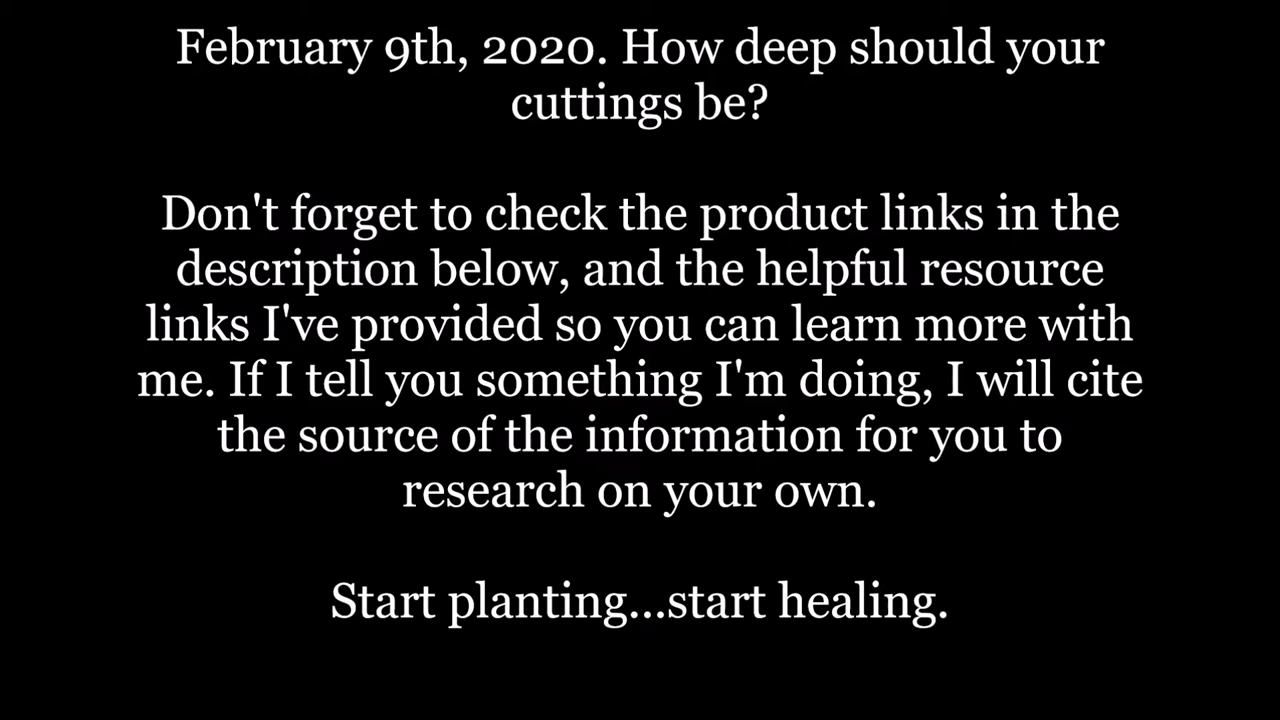 February 9th, 2020. How deep should your
cuttings be?
Don't forget to check the product links in the
description below, and the helpful resource
links I've provided so you can learn more with
me. If I tell you something I'm doing, I will cite
the source of the information for you to
research on your own.
Start planting...start healing.